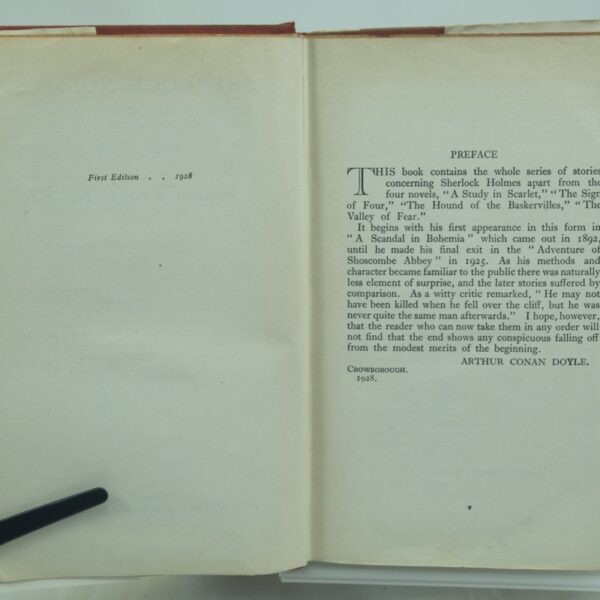 First Edition . . 1928
PREFACE
THIS book contains the whole series of stories
concerning Sherlock Holmes apart from the
four novels, "A Study in Scarlet," "The Sign
of Four," "The Hound of the Baskervilles," "The
Valley of Fear."
It begins with his first appearance in this form in
"A Scandal in Bohemia" which came out in 1892,
until he made his final exit in the "Adventure of
Shoscombe Abbey" in 1925. As his methods and
character became familiar to the public there was naturally
less element of surprise, and the later stories suffered by
comparison. As a witty critic remarked, "He may not
have been killed when he fell over the cliff, but he was
never quite the same man afterwards." I hope, however,
that the reader who can now take them in any order will
not find that the end shows any conspicuous falling off
from the modest merits of the beginning.
ARTHUR CONAN DOYLE.
CROWBOROUGH.
1928.
v